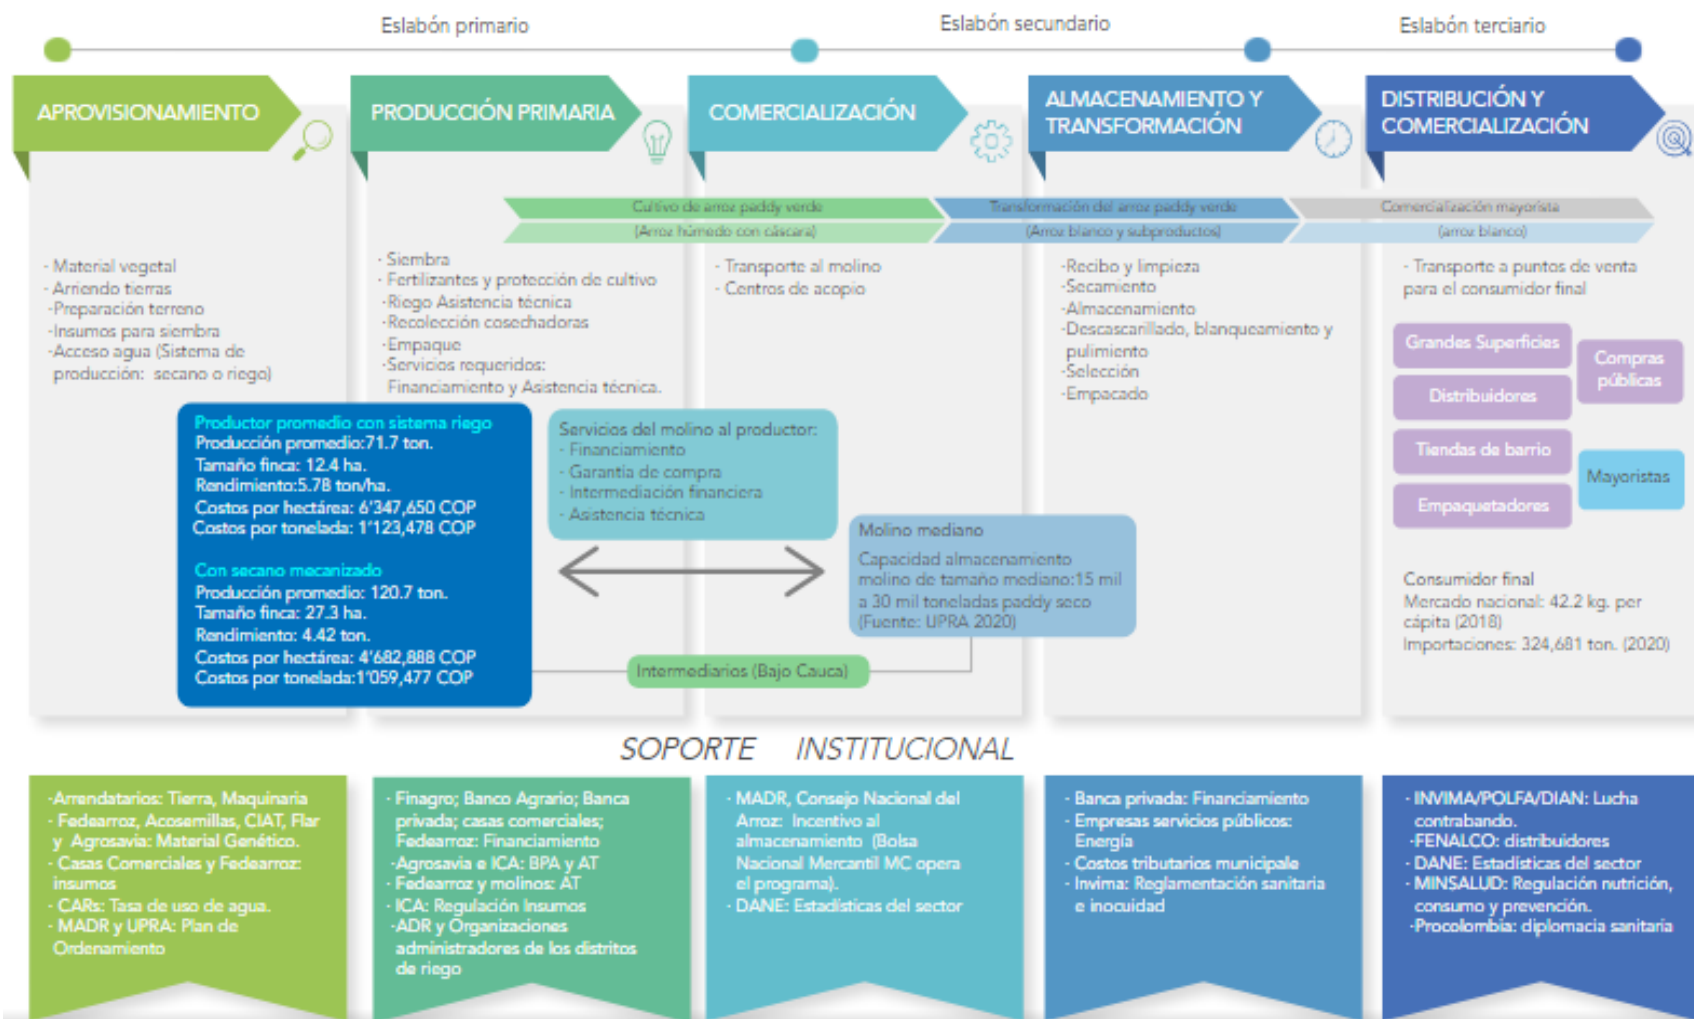 Eslabón primario
Eslabón secundario
Eslabón terciario
APROVISIONAMIENTO
PRODUCCIÓN PRIMARIA
COMERCIALIZACIÓN
ALMACENAMIENTO Y
TRANSFORMACIÓN
DISTRIBUCIÓN Y
COMERCIALIZACIÓN
Cultivo de arroz paddy verde
(Arroz húmedo con cáscara)
Transformación del arroz paddy verde
(Arroz blanco y subproductos)
Comercialización mayorista
(arroz blanco)
- Material vegetal
- Arriendo tierras
-Preparación terreno
-Insumos para siembra
-Acceso agua (Sistema de
producción: secano o riego)
· Siembra
· Fertilizantes y protección de cultivo
-Riego Asistencia técnica
-Recolección cosechadoras
-Empaque
-Servicios requeridos:
Financiamiento y Asistencia técnica.
- Transporte al molino
- Centros de acopio
-Recibo y limpieza
-Secamiento
-Almacenamiento
-Descascarillado, blanqueamiento y
pulimiento
-Selección
-Empacado
- Transporte a puntos de venta
para el consumidor final
Grandes Superficies
Distribuidores
Tiendas de barrio
Empaquetadores
Compras
públicas
Mayoristas
Productor promedio con sistema riego
Producción promedio:71.7 ton.
Tamaño finca: 12.4 ha.
Rendimiento:5.78 ton/ha.
Costos por hectárea: 6'347,650 COP
Costos por tonelada: 1'123,478 COP
Con secano mecanizado
Producción promedio: 120.7 ton.
Tamaño finca: 27.3 ha.
Rendimiento: 4.42 ton.
Costos por hectárea: 4'682,888 COP
Costos por tonelada:1'059,477 COP
Servicios del molino al productor:
- Financiamiento
- Garantía de compra
- Intermediación financiera
- Asistencia técnica
Molino mediano
Capacidad almacenamiento
molino de tamaño mediano:15 mil
a 30 mil toneladas paddy seco
(Fuente: UPRA 2020)
Intermediarios (Bajo Cauca)
Consumidor final
Mercado nacional: 42.2 kg. per
cápita (2018)
Importaciones: 324,681 ton. (2020)
SOPORTE INSTITUCIONAL
-Arrendatarios: Tierra, Maquinaria
- Fedearroz, Acosemillas, CIAT, Flar
y Agrosavia: Material Genético.
- Casas Comerciales y Fedearroz:
insumos
- CARs: Tasa de uso de agua.
- MADR y UPRA: Plan de
Ordenamiento
· Finagro; Banco Agrario; Banca
privada; casas comerciales;
Fedearroz: Financiamiento
-Agrosavia e ICA: BPA y AT
- Fedearroz y molinos: AT
- ICA: Regulación Insumos
-ADR y Organizaciones
administradores de los distritos
de riego
- MADR, Consejo Nacional del
Arroz: Incentivo al
almacenamiento (Bolsa
Nacional Mercantil MC opera
el programa).
- DANE: Estadísticas del sector
- Banca privada: Financiamiento
- Empresas servicios públicos:
Energía
- Costos tributarios municipale
- Invima: Reglamentación sanitaria
e inocuidad
- INVIMA/POLFA/DIAN: Lucha
contrabando.
-FENALCO: distribuidores
- DANE: Estadísticas del sector
- MINSALUD: Regulación nutrición,
consumo y prevención.
-Procolombia: diplomacia sanitaria